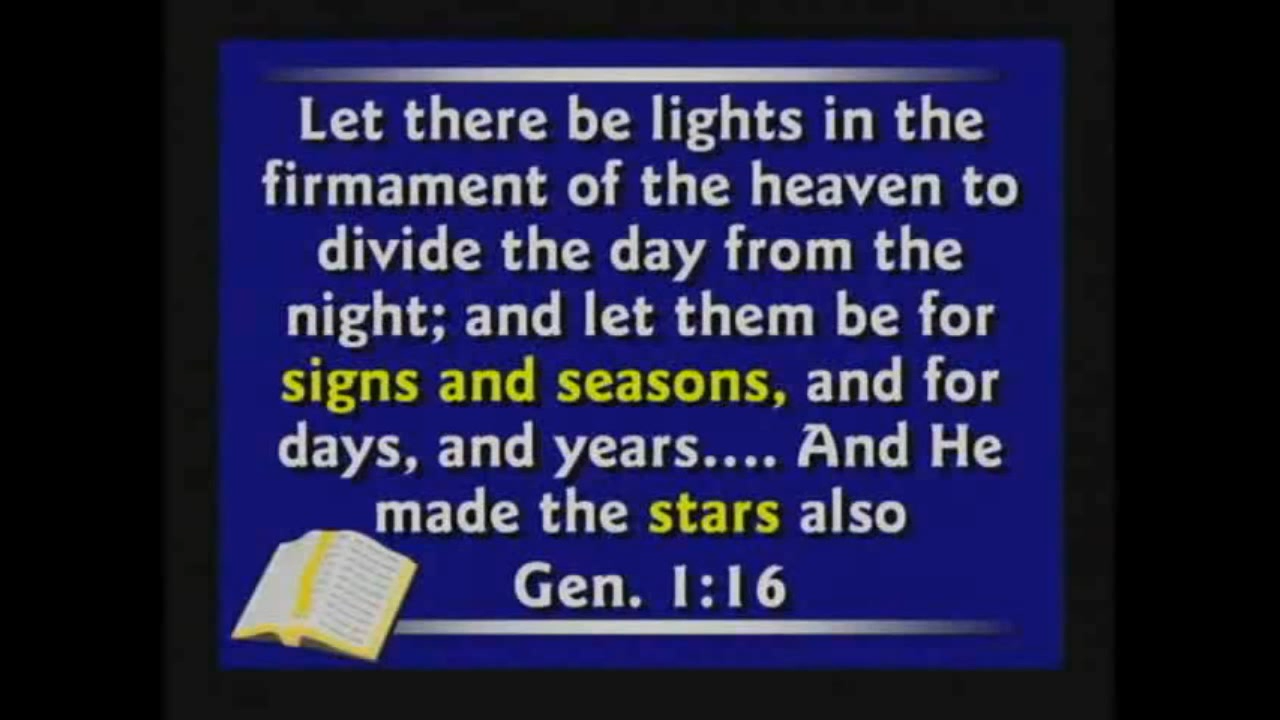 Let there be lights in the
firmament of the heaven to
divide the day from the
night; and let them be for
signs and seasons, and for
days, and years.... And He
made the stars also
Gen. 1:16